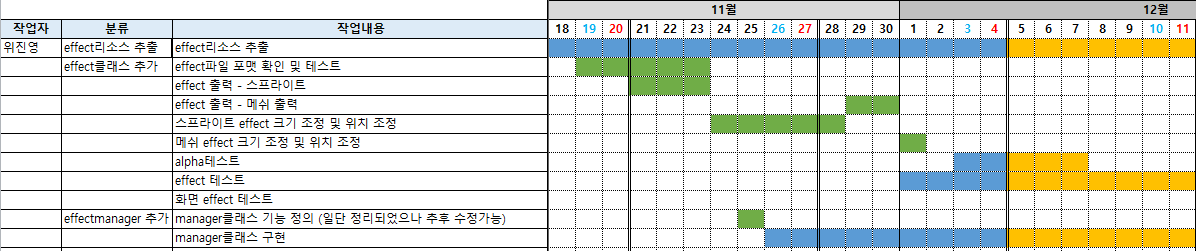 11월 12월
작업자 분류 작업내용 18 19 20 21 22 23 24 25 26 27 28 29 30 1 2 3 4 5 6 7 8 9 10 11
위진영 effect리소스 추출 effect리소스 추출
effect클래스 추가 effect파일 포맷 확인 및 테스트
effect 출력 - 스프라이트
effect 출력 - 메쉬 출력
스프라이트 effect 크기 조정 및 위치 조정
메쉬 effect 크기 조정 및 위치 조정
alpha테스트
effect 테스트
화면 effect 테스트
effectmanager 추가 manager클래스 기능 정의 (일단 정리되었으나 추후 수정가능)
manager클래스 구현